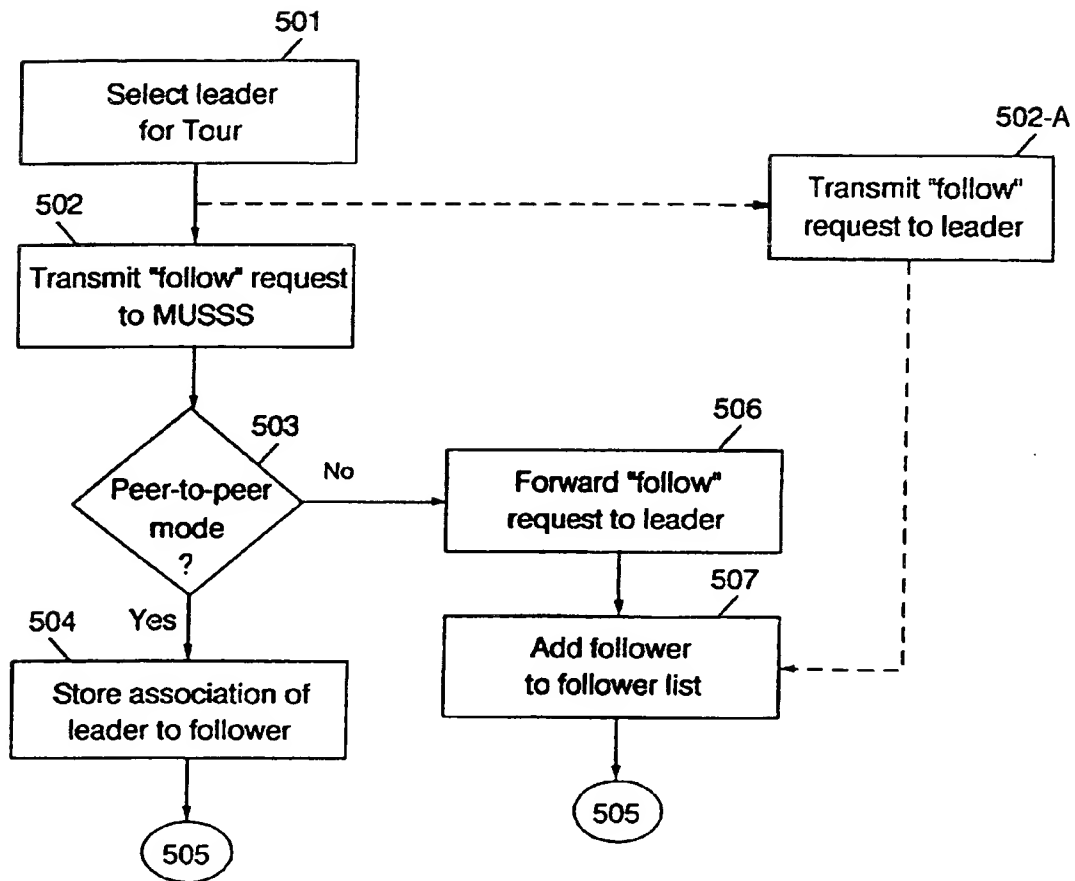 501
Select leader
for Tour
502-A
Transmit "follow"
request to leader
502
Transmit "follow" request
to MUSSS
503
Peer-to-peer
mode
?
No
Yes
506
Forward "follow"
request to leader
507
Add follower
to follower list
504
Store association of
leader to follower
505
505